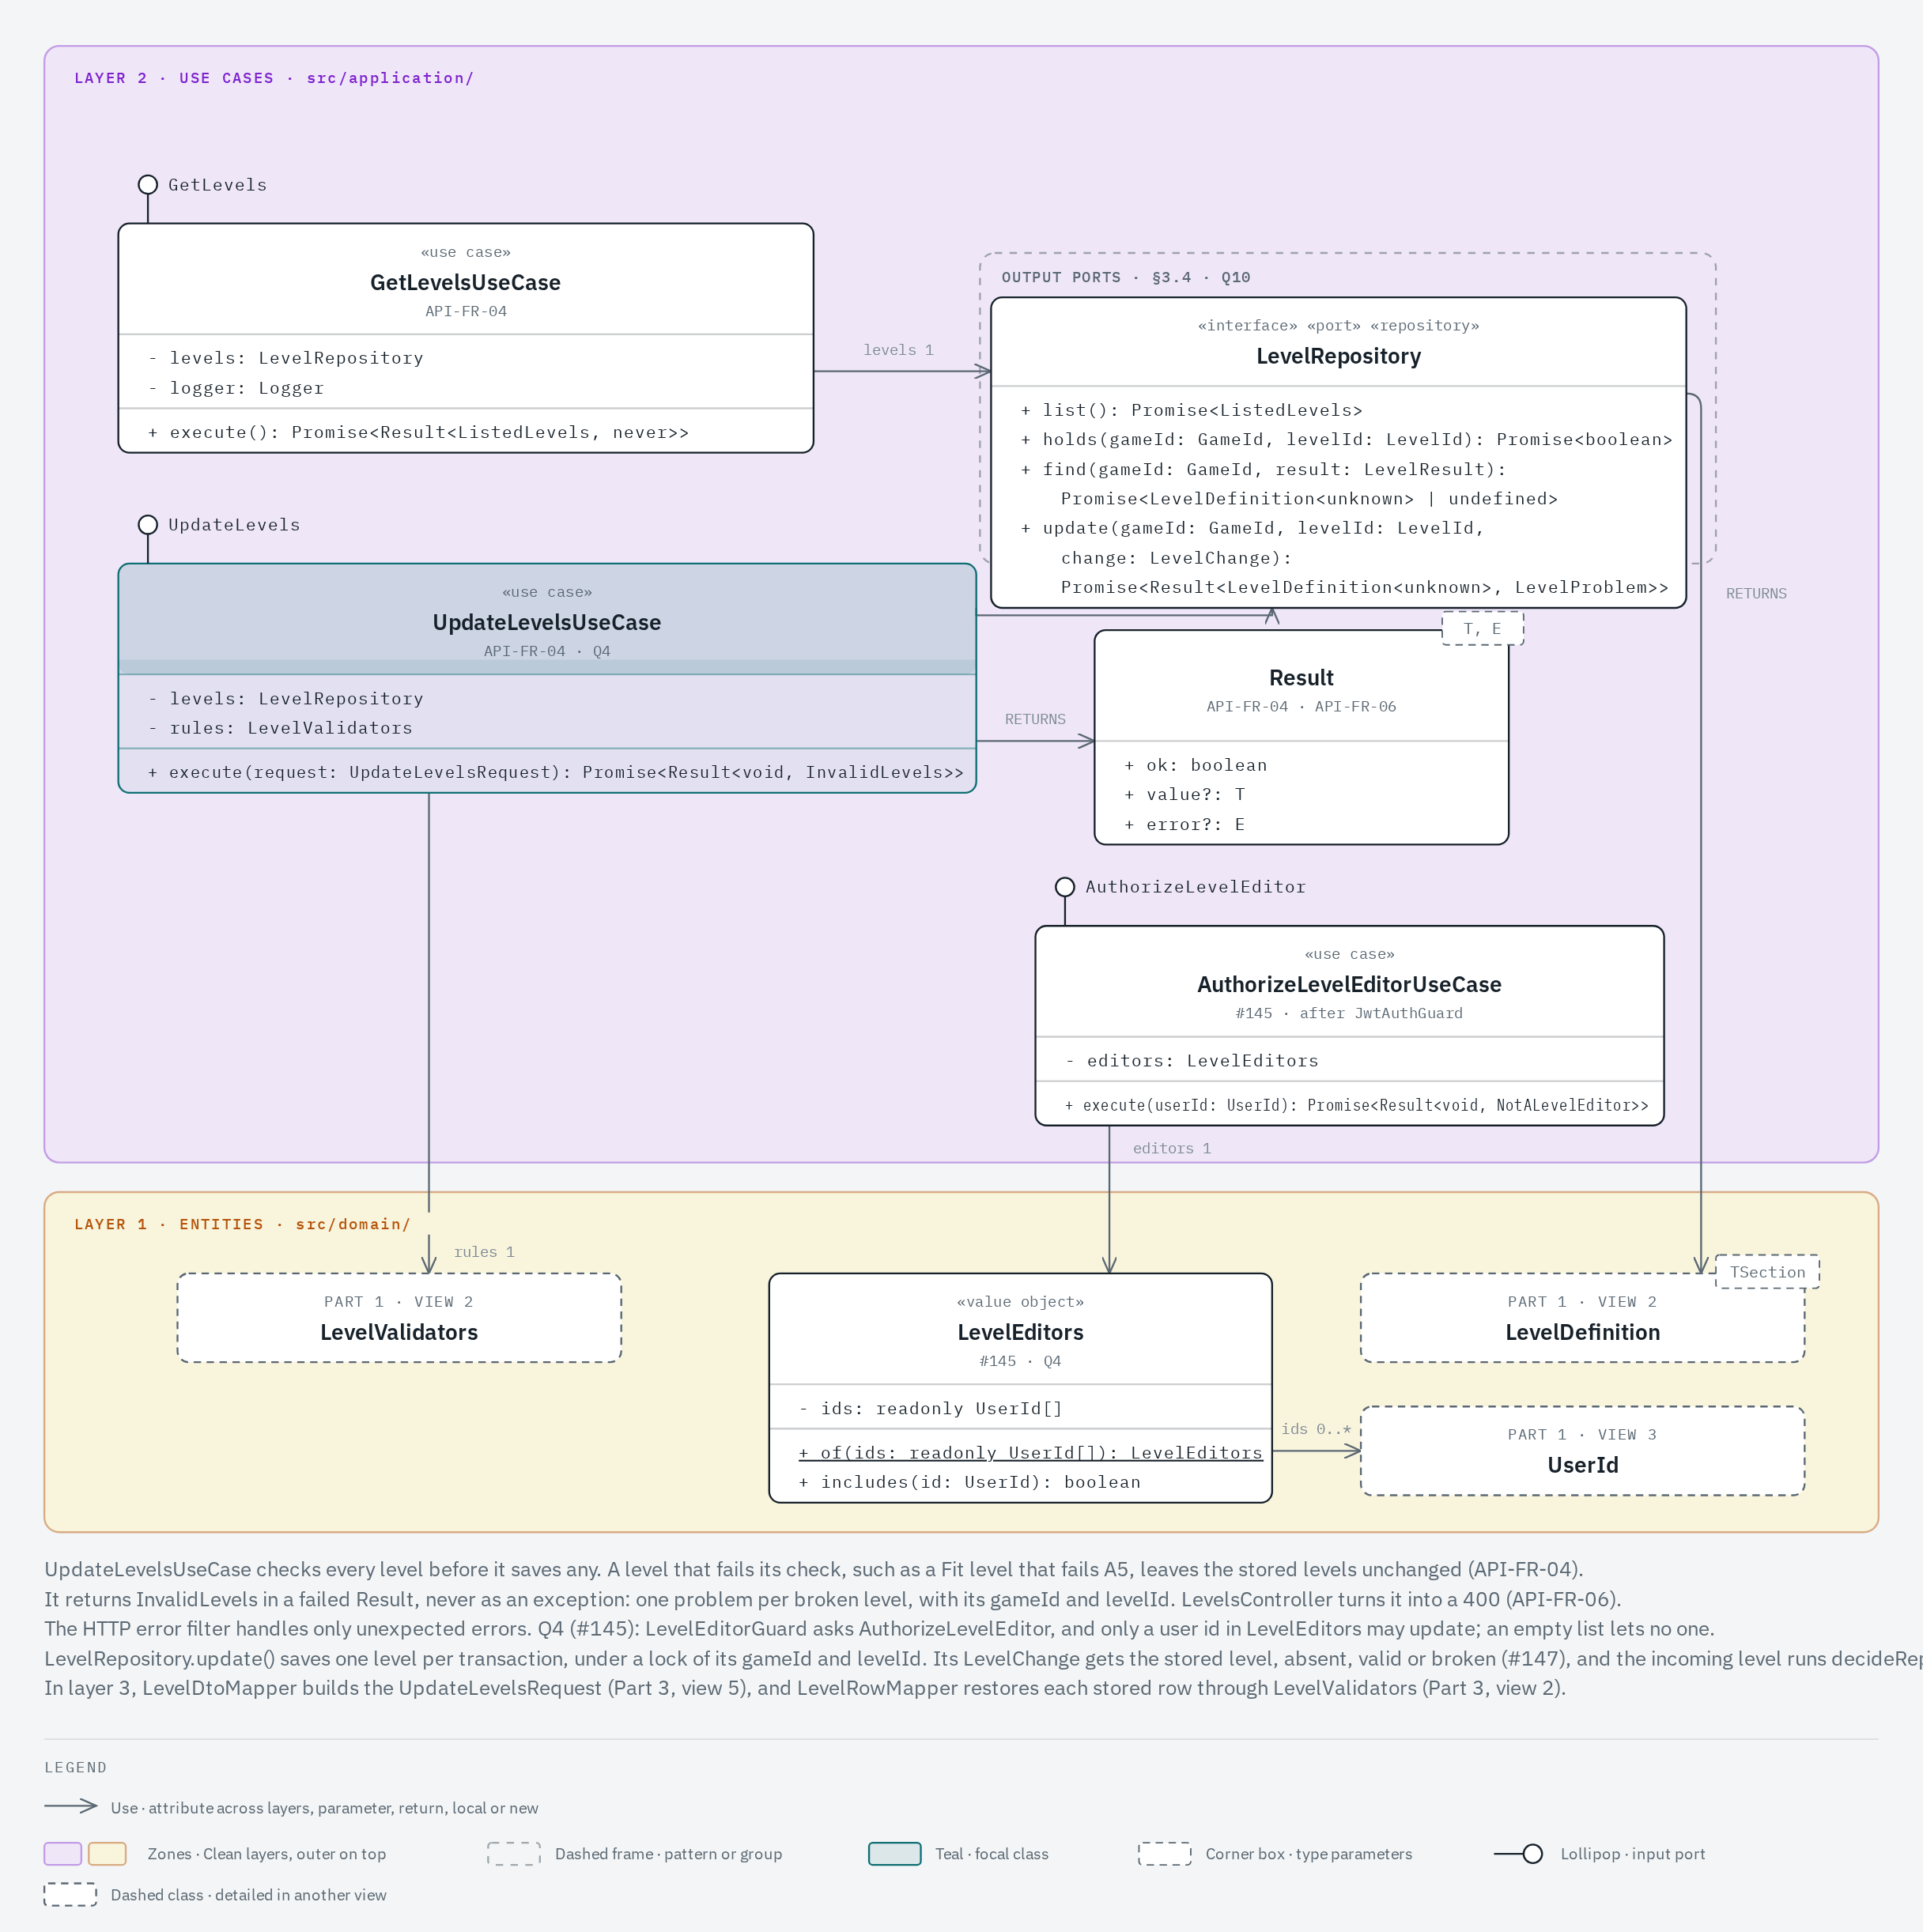 LAYER 2 · USE CASES · src/application/
GetLevels
«use case»
GetLevelsUseCase
API-FR-04
- levels: LevelRepository
- logger: Logger
+ execute(): Promise<Result<ListedLevels, never>>
levels 1
OUTPUT PORTS · §3.4 · Q10
«interface» «port» «repository»
LevelRepository
+ list(): Promise<ListedLevels>
+ holds(gameId: GameId, levelId: LevelId): Promise<boolean>
+ find(gameId: GameId, result: LevelResult):
Promise<LevelDefinition<unknown> | undefined>
+ update(gameId: GameId, levelId: LevelId,
change: LevelChange):
Promise<Result<LevelDefinition<unknown>, LevelProblem>>
RETURNS
UpdateLevels
«use case»
UpdateLevelsUseCase
API-FR-04 · Q4
- levels: LevelRepository
- rules: LevelValidators
+ execute(request: UpdateLevelsRequest): Promise<Result<void, InvalidLevels>>
RETURNS
T, E
Result
API-FR-04 · API-FR-06
+ ok: boolean
+ value?: T
+ error?: E
AuthorizeLevelEditor
«use case»
AuthorizeLevelEditorUseCase
#145 · after JwtAuthGuard
- editors: LevelEditors
+ execute(userId: UserId): Promise<Result<void, NotALevelEditor>>
editors 1
LAYER 1 · ENTITIES · src/domain/
rules 1
PART 1 · VIEW 2
LevelValidators
«value object»
LevelEditors
#145 · Q4
- ids: readonly UserId[]
+ of(ids: readonly UserId[]): LevelEditors
+ includes(id: UserId): boolean
ids 0..*
TSection
PART 1 · VIEW 2
LevelDefinition
PART 1 · VIEW 3
UserId
UpdateLevelsUseCase checks every level before it saves any. A level that fails its check, such as a Fit level that fails A5, leaves the stored levels unchanged (API-FR-04).
It returns InvalidLevels in a failed Result, never as an exception: one problem per broken level, with its gameId and levelId. LevelsController turns it into a 400 (API-FR-06).
The HTTP error filter handles only unexpected errors. Q4 (#145): LevelEditorGuard asks AuthorizeLevelEditor, and only a user id in LevelEditors may update; an empty list lets no one.
LevelRepository.update() saves one level per transaction, under a lock of its gameId and levelId. Its LevelChange gets the stored level, absent, valid or broken (#147), and the incoming level runs decideRep
In layer 3, LevelDtoMapper builds the UpdateLevelsRequest (Part 3, view 5), and LevelRowMapper restores each stored row through LevelValidators (Part 3, view 2).
LEGEND
Use · attribute across layers, parameter, return, local or new
Zones · Clean layers, outer on top
Dashed frame · pattern or group
Teal · focal class
Corner box · type parameters
Lollipop · input port
Dashed class · detailed in another view